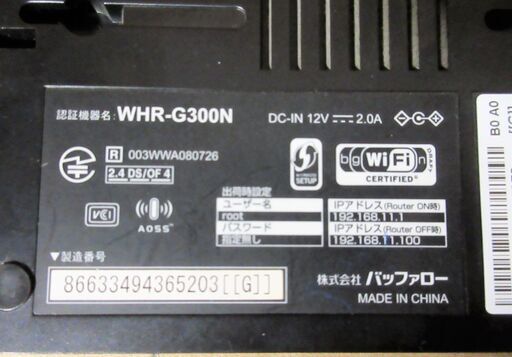 認証機器名: WHR-G300N DC-IN 12V 2.0A
R 003WWA080726
2.4 DS/OF 4
SETUP
b g WiFi n
CERTIFIED
VCCI
AOSS
出荷時設定
ユーザー名 IPアドレス(Router ON時)
root 192.168.11.1
パスワード IPアドレス(Router OFF時)
指定無し 192.168.11.100
▼製造番号
86633494365203[[G]]
株式会社 バッファロー
MADE IN CHINA
B0 A0